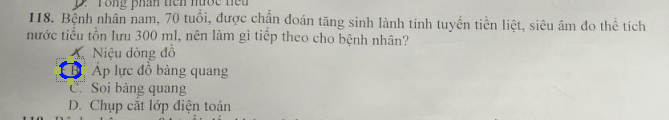 D. Tổng phân tích nước tiểu
118. Bệnh nhân nam, 70 tuổi, được chẩn đoán tăng sinh lành tính tuyến tiền liệt, siêu âm đo thể tích
nước tiểu tồn lưu 300 ml, nên làm gì tiếp theo cho bệnh nhân?
A. Niệu dòng đồ
B. Áp lực đồ bàng quang
C. Soi bàng quang
D. Chụp cắt lớp điện toán